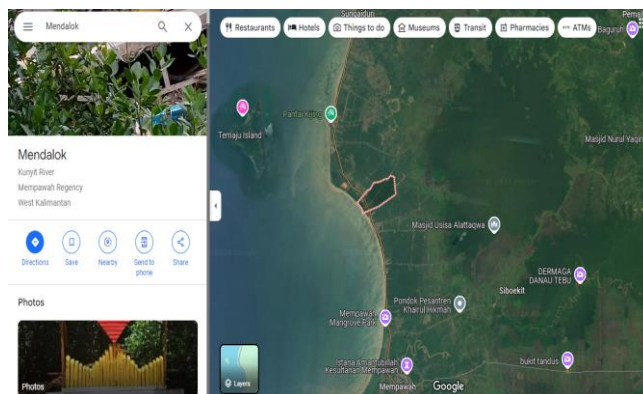 Mendalok
Restaurants
Hotels
Things to do
Museums
Transit
Pharmacies
ATMs
Sungaiduri
Baguruh
Temaju Island
Pantai Kijing
Masjid Nurul Yaqin
Mendalok
Kunyit River
Mempawah Regency
West Kalimantan
Directions
Save
Nearby
Send to
phone
Share
Photos
Photos
Masjid Usisa Alattaqwa
DERMAGA
DANAU TEBU
Siboekit
Pondok Pesantren
Khairul Hikmah
Mempawah
Mangrove Park
Istana Amantubillah
Kesultanan Mempawah
bukit tandus
Mempawah
Layers
Google